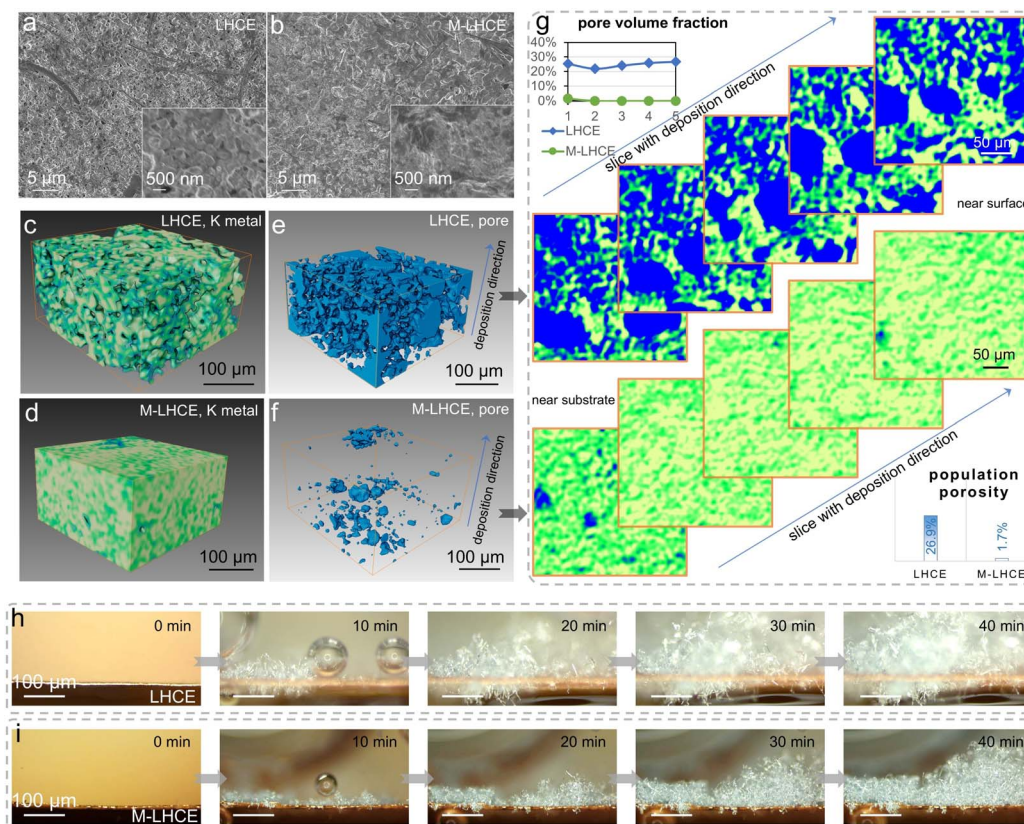 a
LHCE
5 µm
500 nm
b
M-LHCE
5 µm
500 nm
c
LHCE, K metal
100 µm
e
LHCE, pore
deposition direction
100 µm
d
M-LHCE, K metal
100 µm
f
M-LHCE, pore
deposition direction
100 µm
g
pore volume fraction
40%
30%
20%
10%
0%
1 2 3 4 5
LHCE
M-LHCE
slice with deposition direction
50 µm
near surface
50 µm
near substrate
slice with deposition direction
population
porosity
26.9%
1.7%
LHCE
M-LHCE
h
0 min
100 µm
LHCE
10 min
20 min
30 min
40 min
i
0 min
100 µm
M-LHCE
10 min
20 min
30 min
40 min